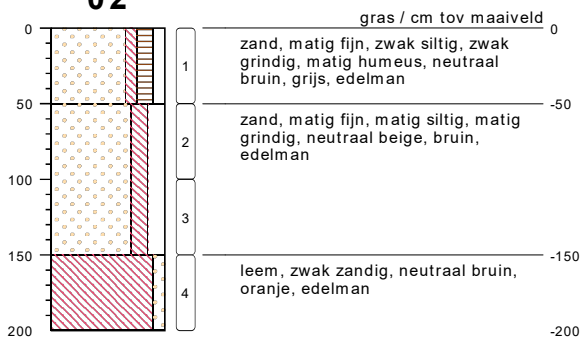 02
gras / cm tov maaiveld
0
0
zand, matig fijn, zwak siltig, zwak
grindig, matig humeus, neutraal
bruin, grijs, edelman
1
50
-50
zand, matig fijn, matig siltig, matig
grindig, neutraal beige, bruin,
edelman
2
100
3
150
-150
leem, zwak zandig, neutraal bruin,
oranje, edelman
4
200
-200